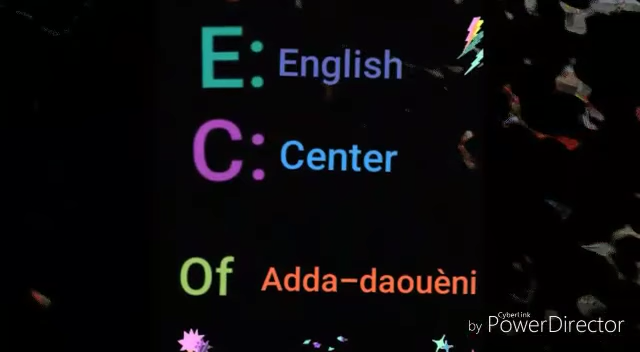 E: English
C: Center
Of Adda-daouèni
CyberLink
by PowerDirector